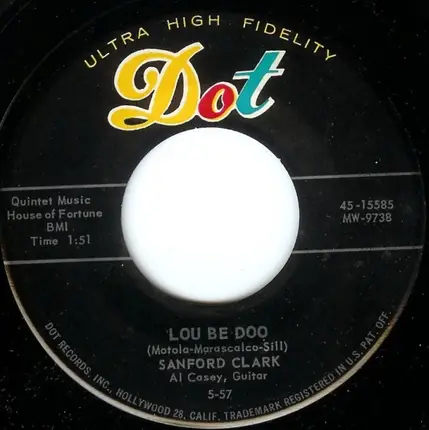 ULTRA HIGH FIDELITY
Dot
Quintet Music
House of Fortune
BMI
Time 1:51
45-15585
MW-9738
LOU BE DOO
(Motola-Marascalco-Sill)
SANFORD CLARK
Al Casey, Guitar
5-57
DOT RECORDS, INC., HOLLYWOOD 28, CALIF. TRADEMARK REGISTERED IN U.S. PAT. OFF.